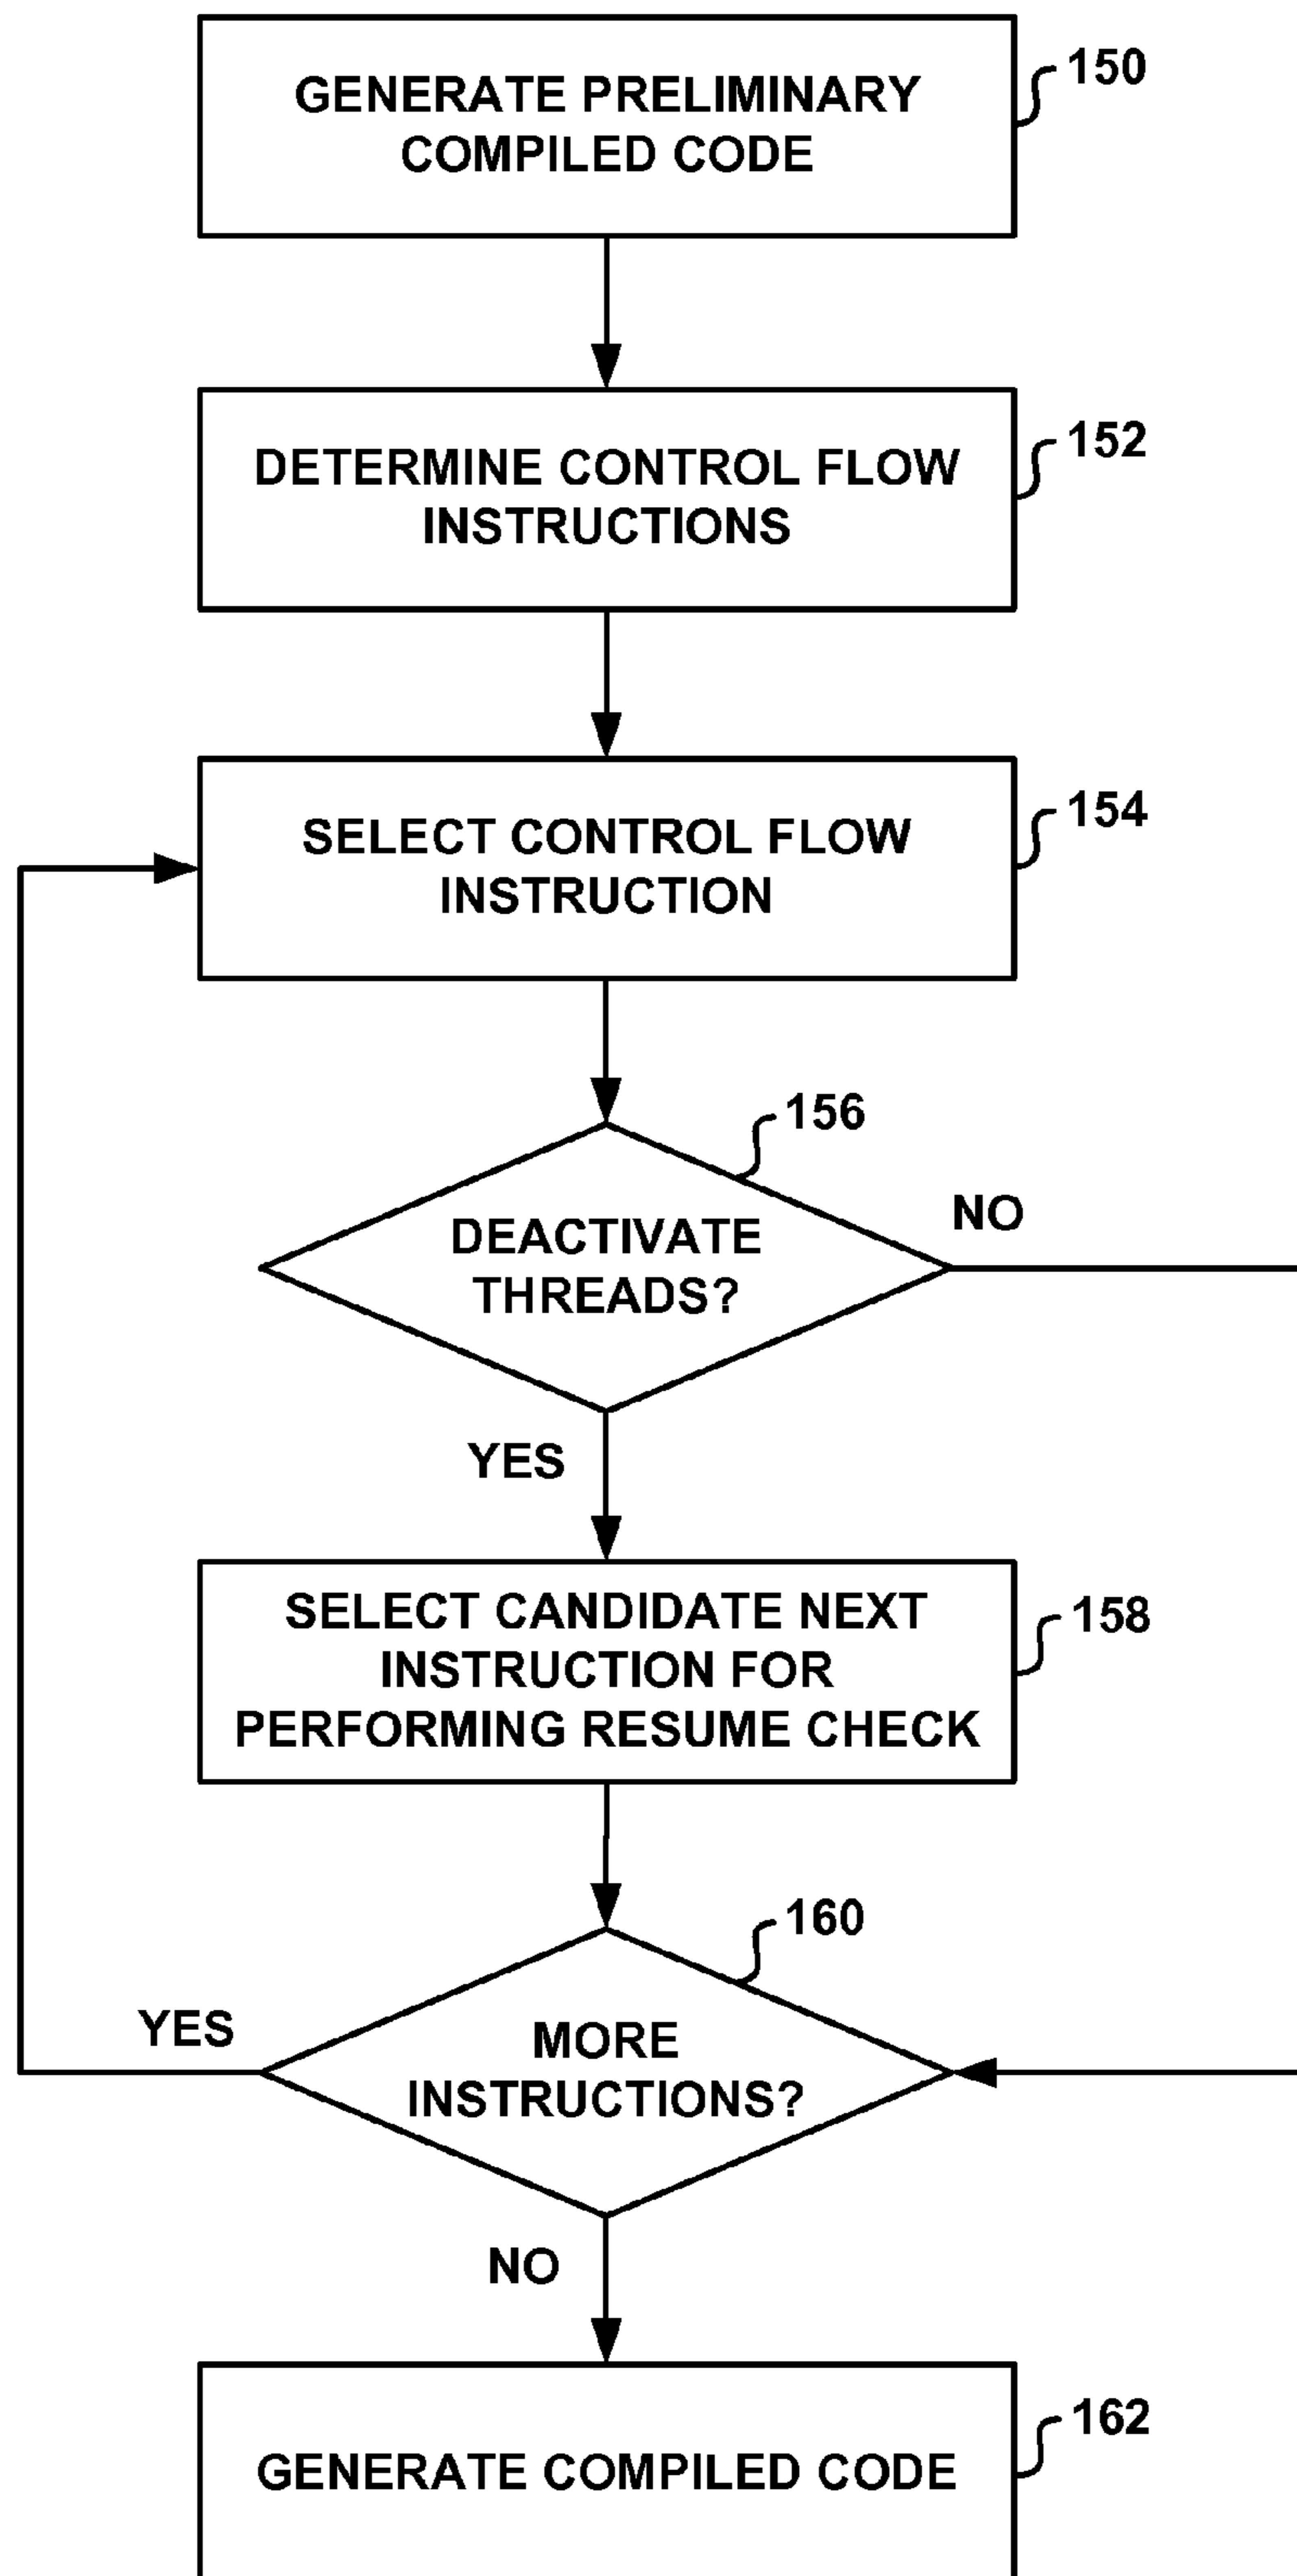 GENERATE PRELIMINARY
COMPILED CODE
150
DETERMINE CONTROL FLOW
INSTRUCTIONS
152
SELECT CONTROL FLOW
INSTRUCTION
154
156
DEACTIVATE
THREADS?
NO
YES
SELECT CANDIDATE NEXT
INSTRUCTION FOR
PERFORMING RESUME CHECK
158
160
MORE
INSTRUCTIONS?
YES
NO
GENERATE COMPILED CODE
162